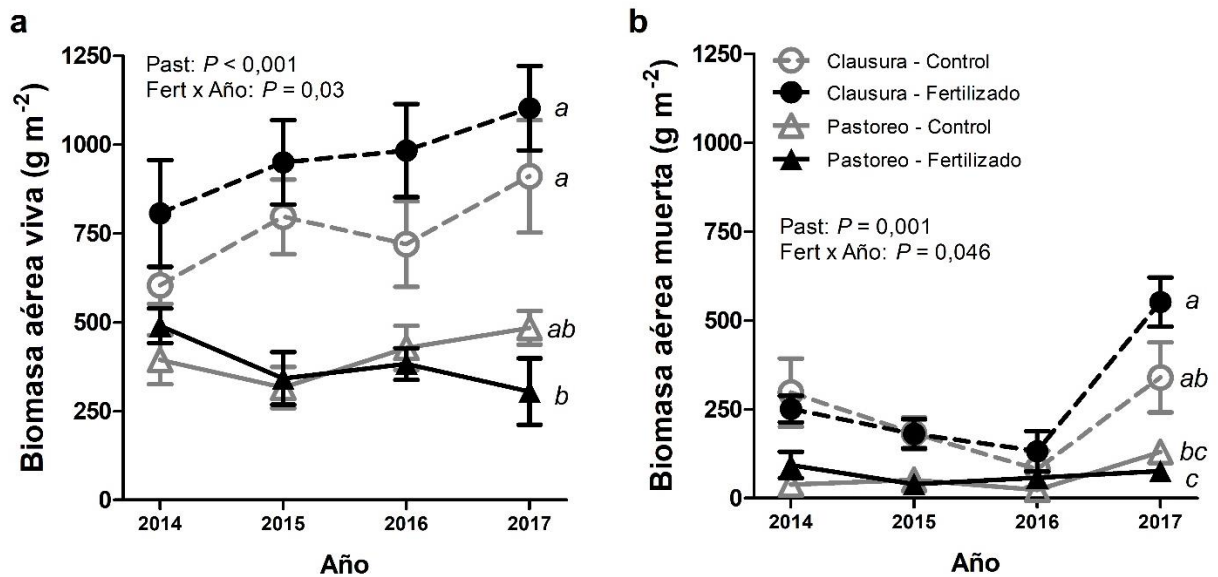 a
Biomasa aérea viva (g m⁻²)
1250
1000
750
500
250
0
Past: P < 0,001
Fert x Año: P = 0,03
a
a
ab
b
2014 2015 2016 2017
Año
b
Biomasa aérea muerta (g m⁻²)
1250
1000
750
500
250
0
Clausura - Control
Clausura - Fertilizado
Pastoreo - Control
Pastoreo - Fertilizado
Past: P = 0,001
Fert x Año: P = 0,046
a
ab
bc
c
2014 2015 2016 2017
Año